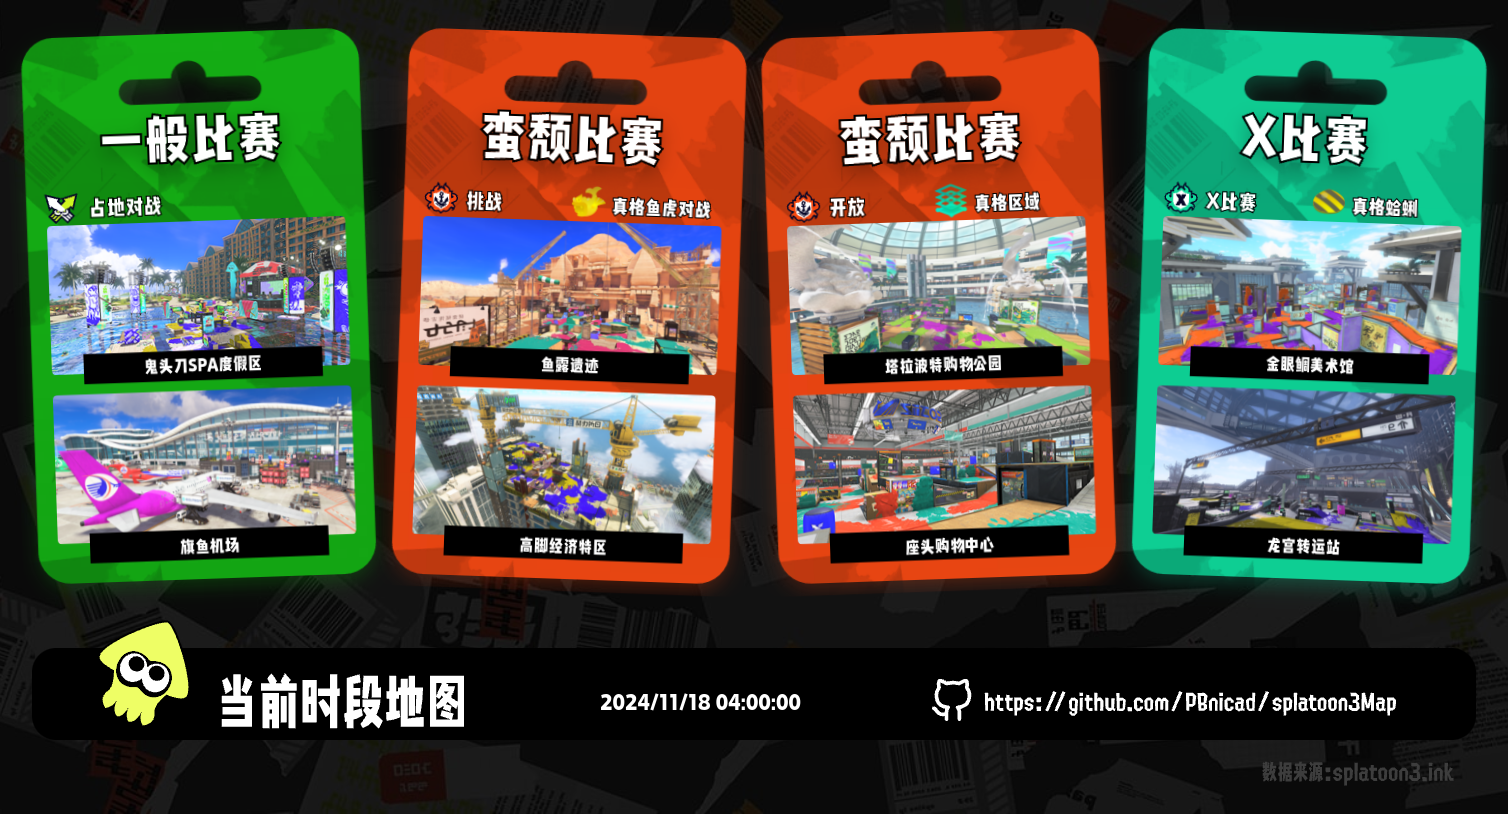 一般比赛
占地对战
鬼头刀SPA度假区
旗鱼机场
蛮颓比赛
挑战
真格鱼虎对战
鱼露遗迹
高脚经济特区
蛮颓比赛
开放
真格区域
塔拉波特购物公园
座头购物中心
X比赛
X比赛
真格蛤蜊
金眼鲷美术馆
龙宫转运站
当前时段地图
2024/11/18 04:00:00
https://github.com/PBnicad/splatoon3Map
数据来源:splatoon3.ink